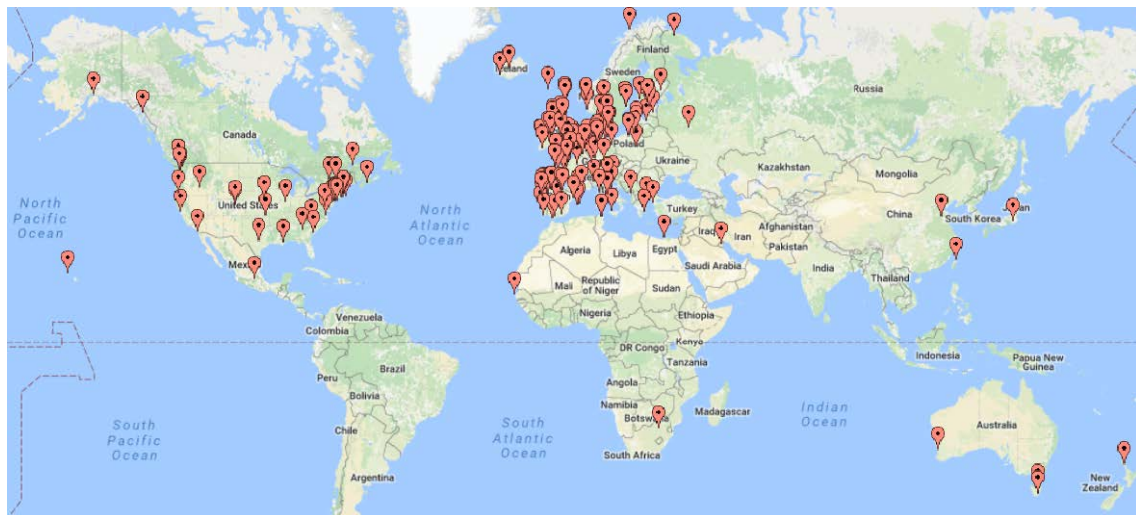 Finland
Sweden
Russia
Canada
Poland
Ukraine
Kazakhstan
Mongolia
North
Pacific
Ocean
United States
North
Atlantic
Ocean
Turkey
China
South Korea
Afghanistan
Iraq
Iran
Pakistan
Algeria
Libya
Egypt
Saudi Arabia
India
Thailand
Mali
Republic
of Niger
Sudan
Nigeria
Ethiopia
Venezuela
Colombia
Kenya
DR Congo
Tanzania
Indonesia
Papua New
Guinea
Peru
Brazil
Angola
Bolivia
Namibia
Madagascar
South
Pacific
Ocean
Chile
South
Atlantic
Ocean
Indian
Ocean
Australia
South Africa
Argentina
New
Zealand